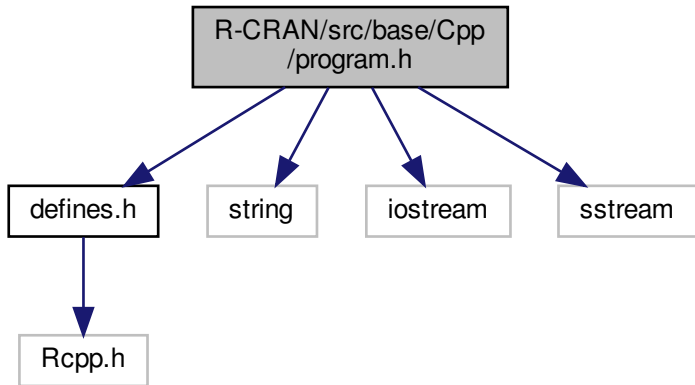 R-CRAN/src/base/Cpp
/program.h
defines.h
string
iostream
sstream
Rcpp.h